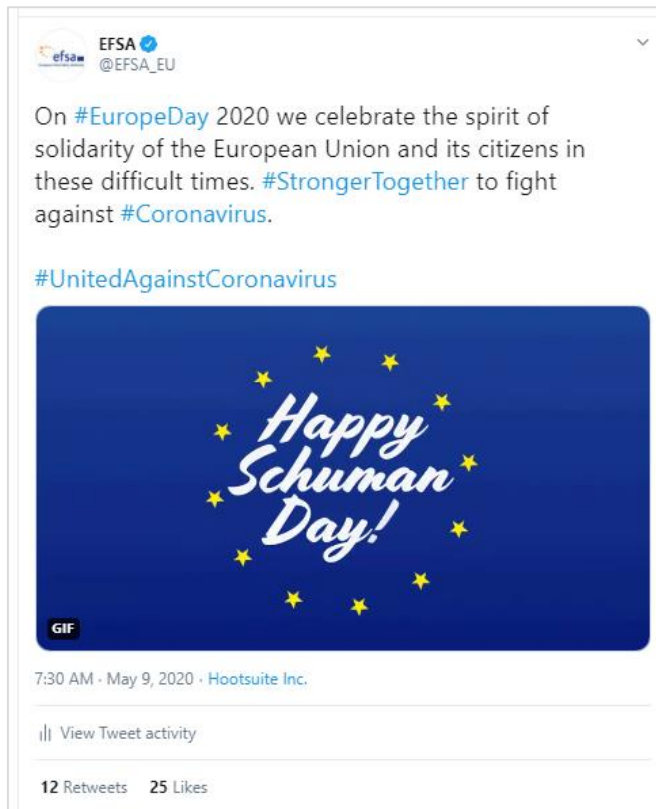 efsa
EFSA
@EFSA_EU
On #EuropeDay 2020 we celebrate the spirit of
solidarity of the European Union and its citizens in
these difficult times. #StrongerTogether to fight
against #Coronavirus.
#UnitedAgainstCoronavirus
Happy
Schuman
Day!
GIF
7:30 AM · May 9, 2020 · Hootsuite Inc.
View Tweet activity
12 Retweets 25 Likes